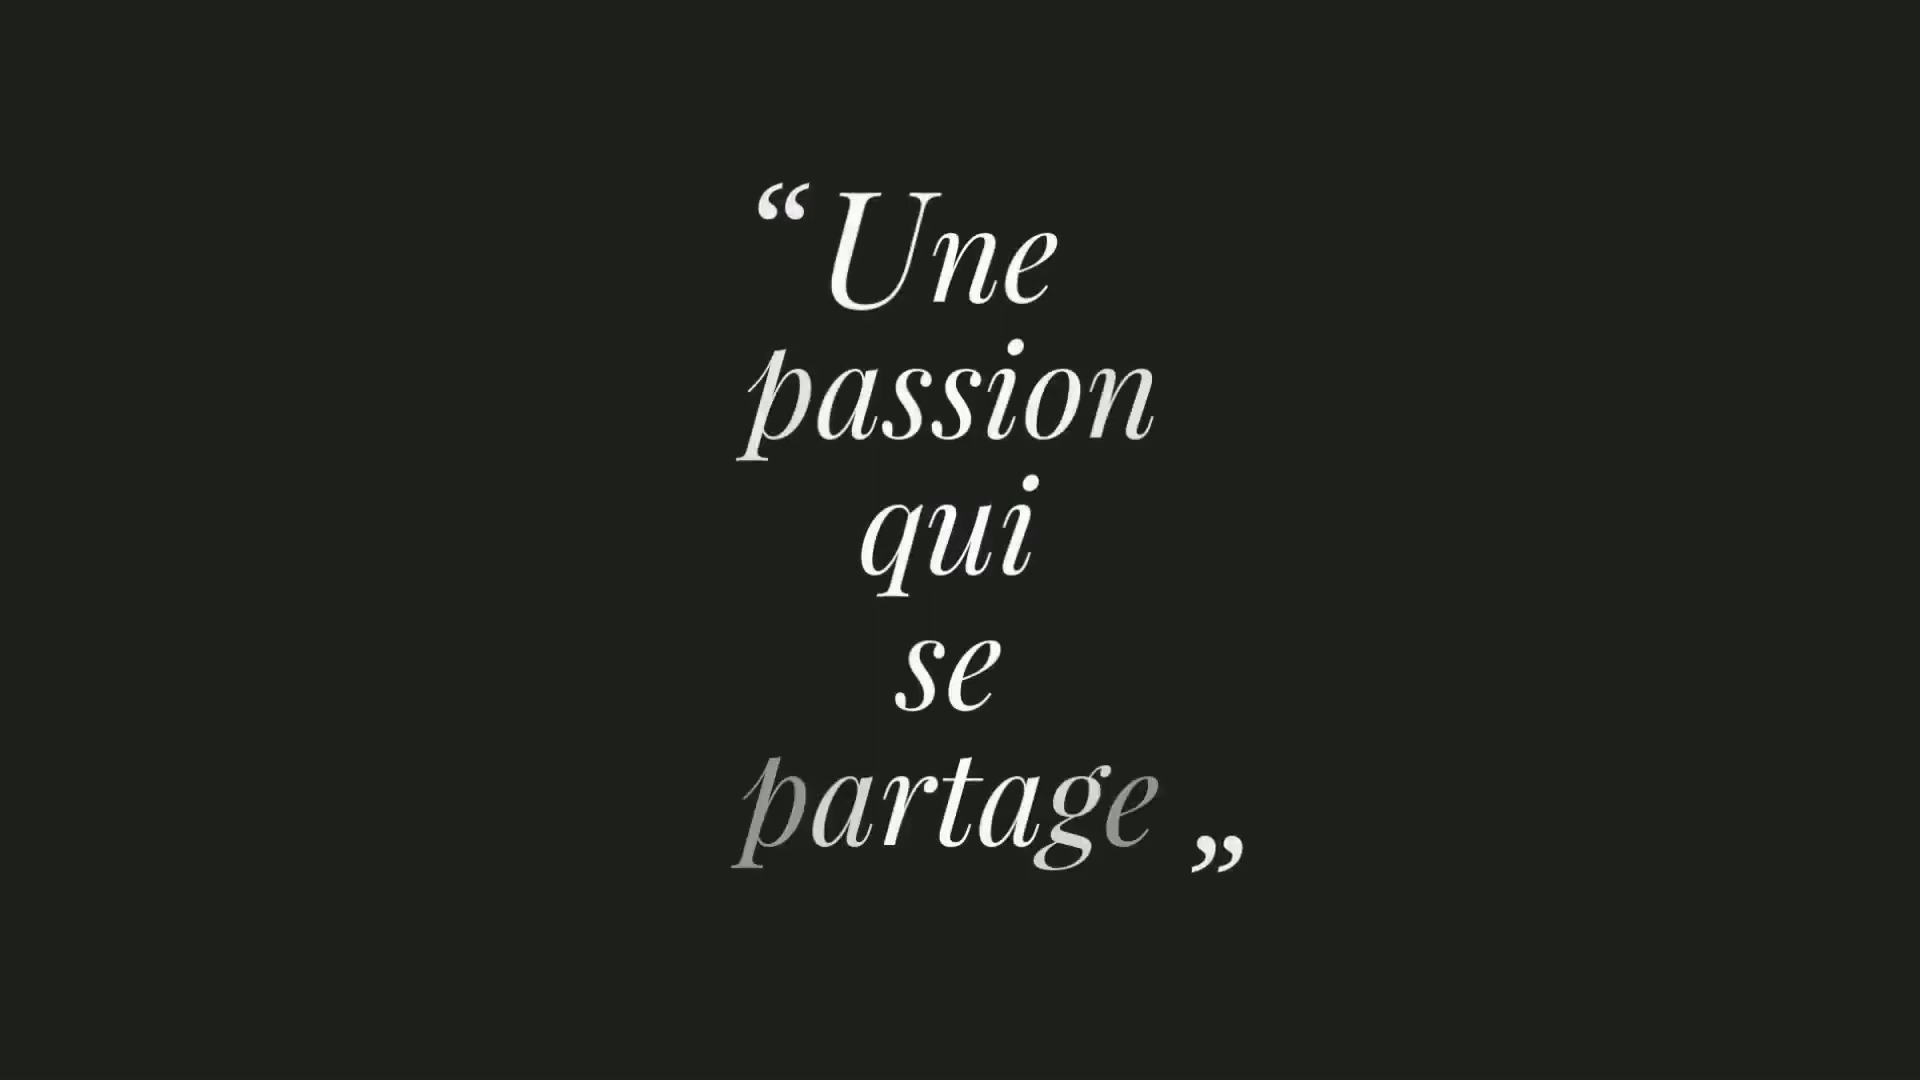 “Une
passion
qui
se
partage”